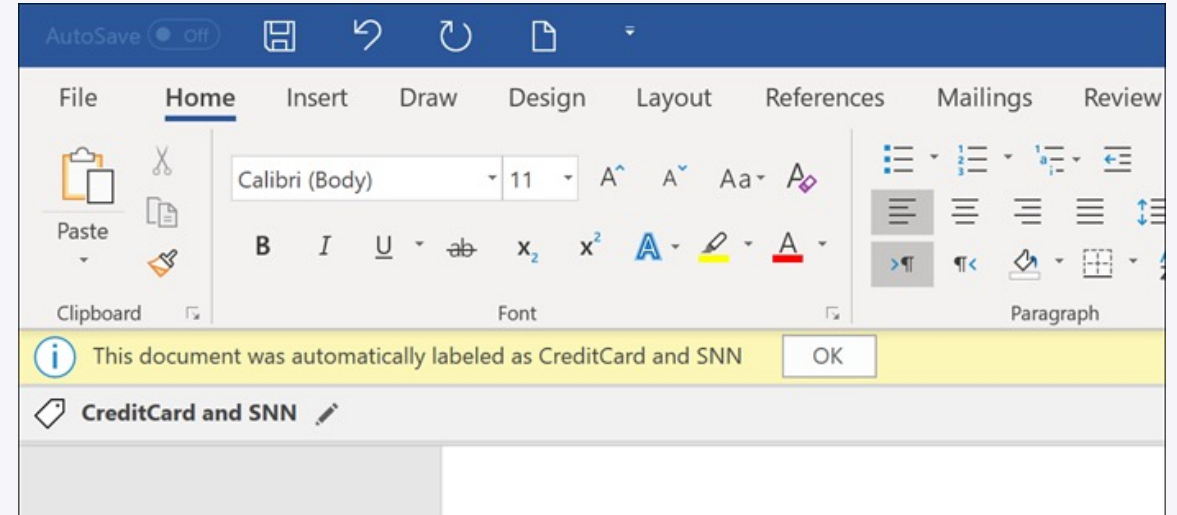 AutoSave Off
File Home Insert Draw Design Layout References Mailings Review
Calibri (Body) 11 A A Aa A
Paste
B I U ab x2 x2 A A
Clipboard Font Paragraph
This document was automatically labeled as CreditCard and SNN OK
CreditCard and SNN